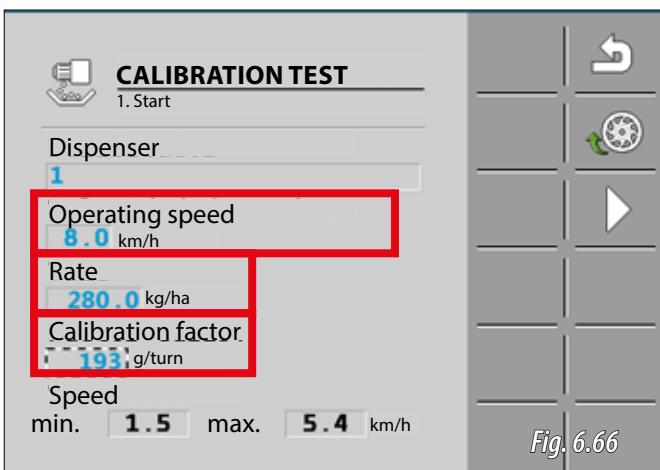 CALIBRATION TEST
1. Start
Dispenser
1
Operating speed
8.0 km/h
Rate
280.0 kg/ha
Calibration factor
193 g/turn
Speed
min. 1.5 max. 5.4 km/h
Fig. 6.66